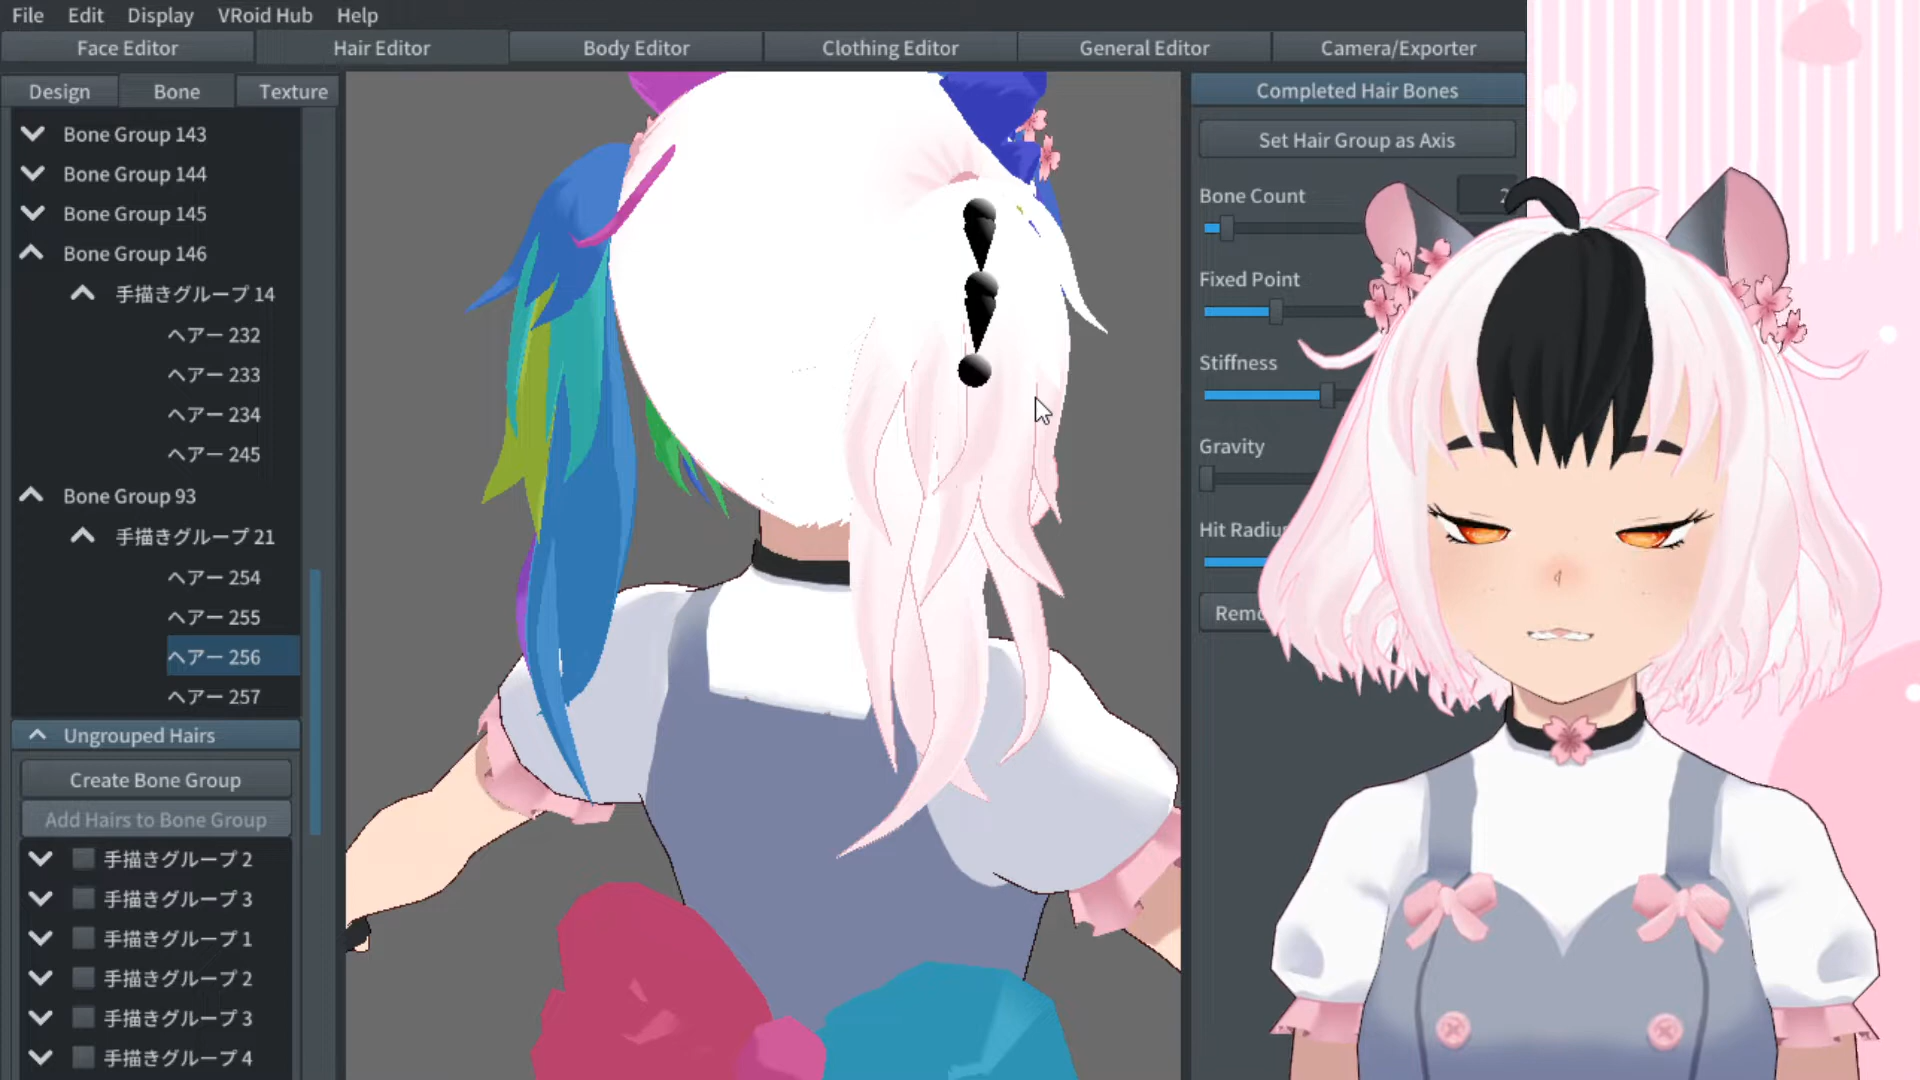 File Edit Display VRoid Hub Help
Face Editor Hair Editor Body Editor Clothing Editor General Editor Camera/Exporter
Design Bone Texture
Bone Group 143
Bone Group 144
Bone Group 145
Bone Group 146
手描きグループ 14
ヘアー 232
ヘアー 233
ヘアー 234
ヘアー 245
Bone Group 93
手描きグループ 21
ヘアー 254
ヘアー 255
ヘアー 256
ヘアー 257
Ungrouped Hairs
Create Bone Group
Add Hairs to Bone Group
手描きグループ 2
手描きグループ 3
手描きグループ 1
手描きグループ 2
手描きグループ 3
手描きグループ 4
Completed Hair Bones
Set Hair Group as Axis
Bone Count
Fixed Point
Stiffness
Gravity
Hit Radiu
Remo